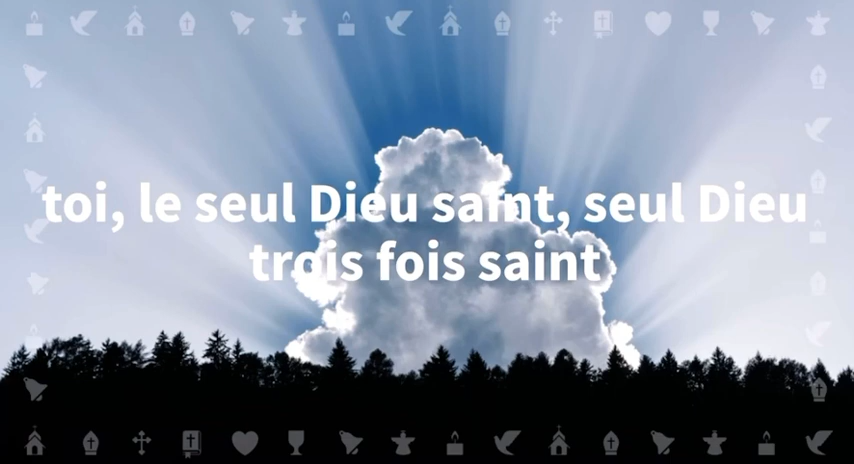 toi, le seul Dieu saint, seul Dieu
trois fois saint